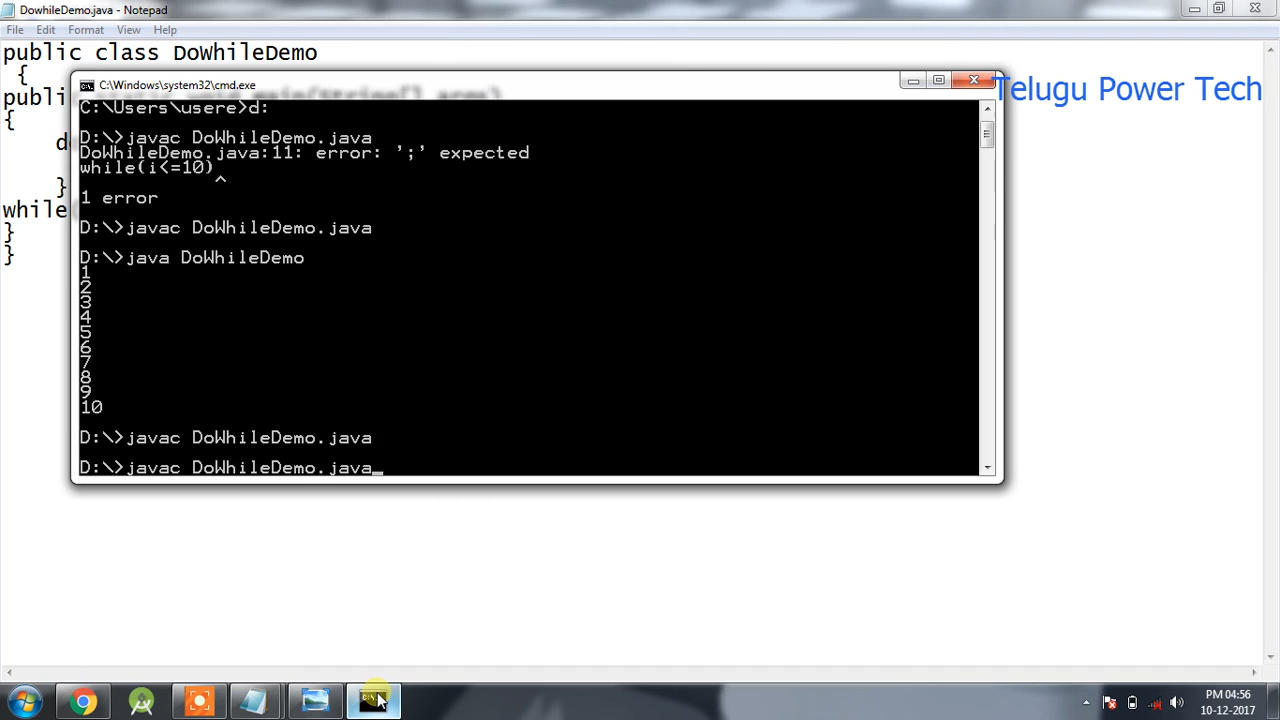 DowhileDemo.java - Notepad
File Edit Format View Help
public class DoWhileDemo
{
C:\Windows\system32\cmd.exe
Telugu Power Tech
{
}
while
}
}
C:\Users\usere>d:
D:\>javac DoWhileDemo.java
DoWhileDemo.java:11: error: ';' expected
while(i<=10)
^
1 error
D:\>javac DoWhileDemo.java
D:\>java DoWhileDemo
1
2
3
4
5
6
7
8
9
10
D:\>javac DoWhileDemo.java
D:\>javac DoWhileDemo.java_
PM 04:56
10-12-2017